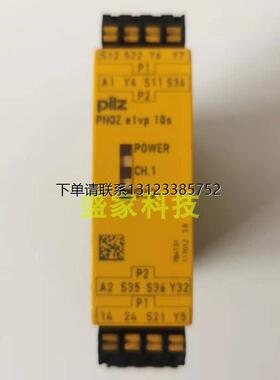 S12 S22 Y6 Y7
P1
A1 Y4 S11 S34
P2
pilz
PNOZ e1vp 10s
POWER
CH.1
下单请联系13123385752
盛家科技
P2
A2 S35 S36 Y32
P1
14 24 S21 Y5